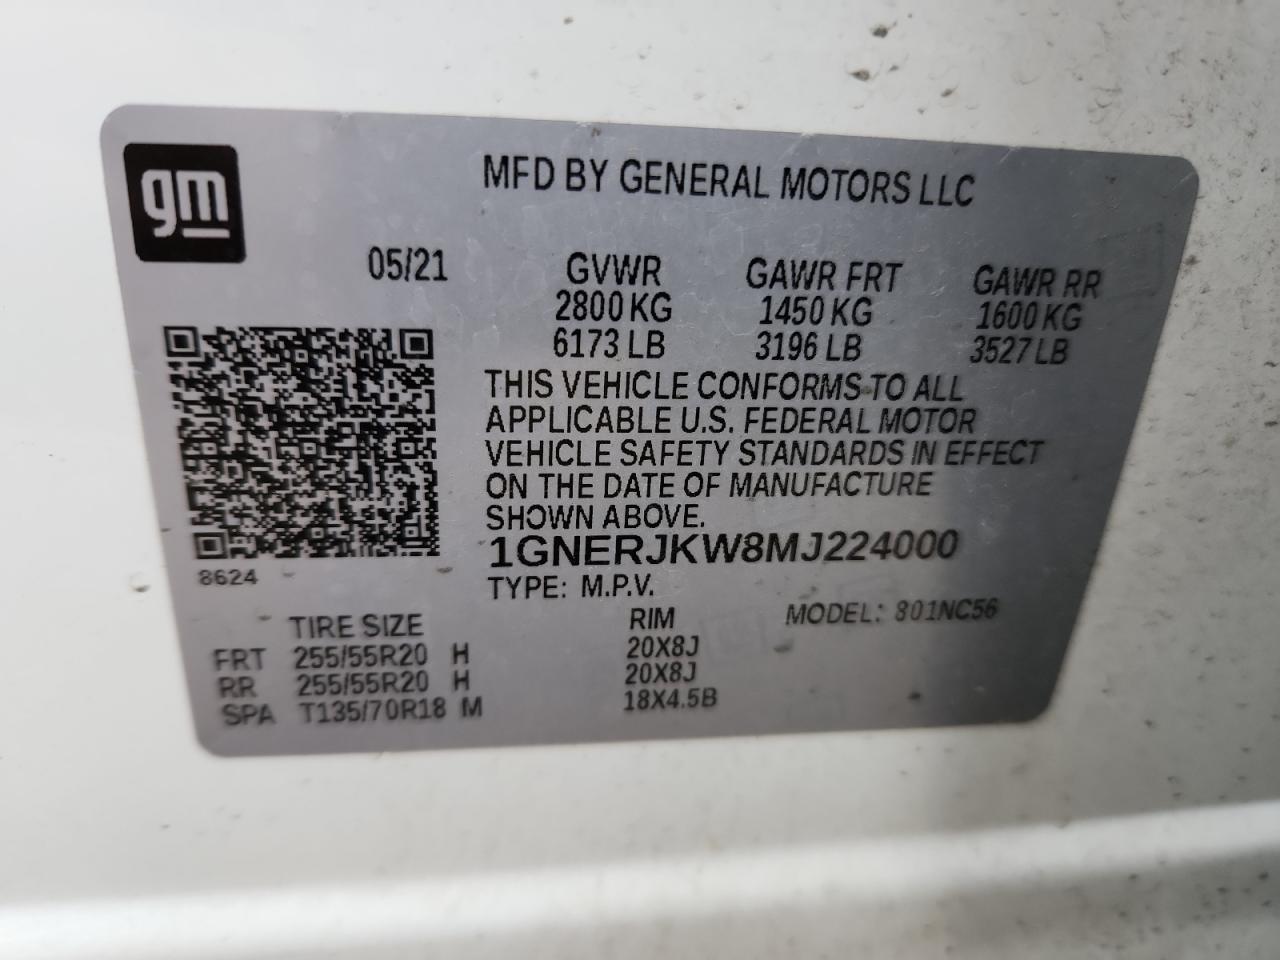 gm
MFD BY GENERAL MOTORS LLC
05/21 GVWR GAWR FRT GAWR RR
2800 KG 1450 KG 1600 KG
6173 LB 3196 LB 3527 LB
THIS VEHICLE CONFORMS TO ALL
APPLICABLE U.S. FEDERAL MOTOR
VEHICLE SAFETY STANDARDS IN EFFECT
ON THE DATE OF MANUFACTURE
SHOWN ABOVE.
1GNERJKW8MJ224000
8624
TYPE: M.P.V. MODEL: 801NC56
TIRE SIZE RIM
FRT 255/55R20 H 20X8J
RR 255/55R20 H 20X8J
SPA T135/70R18 M 18X4.5B